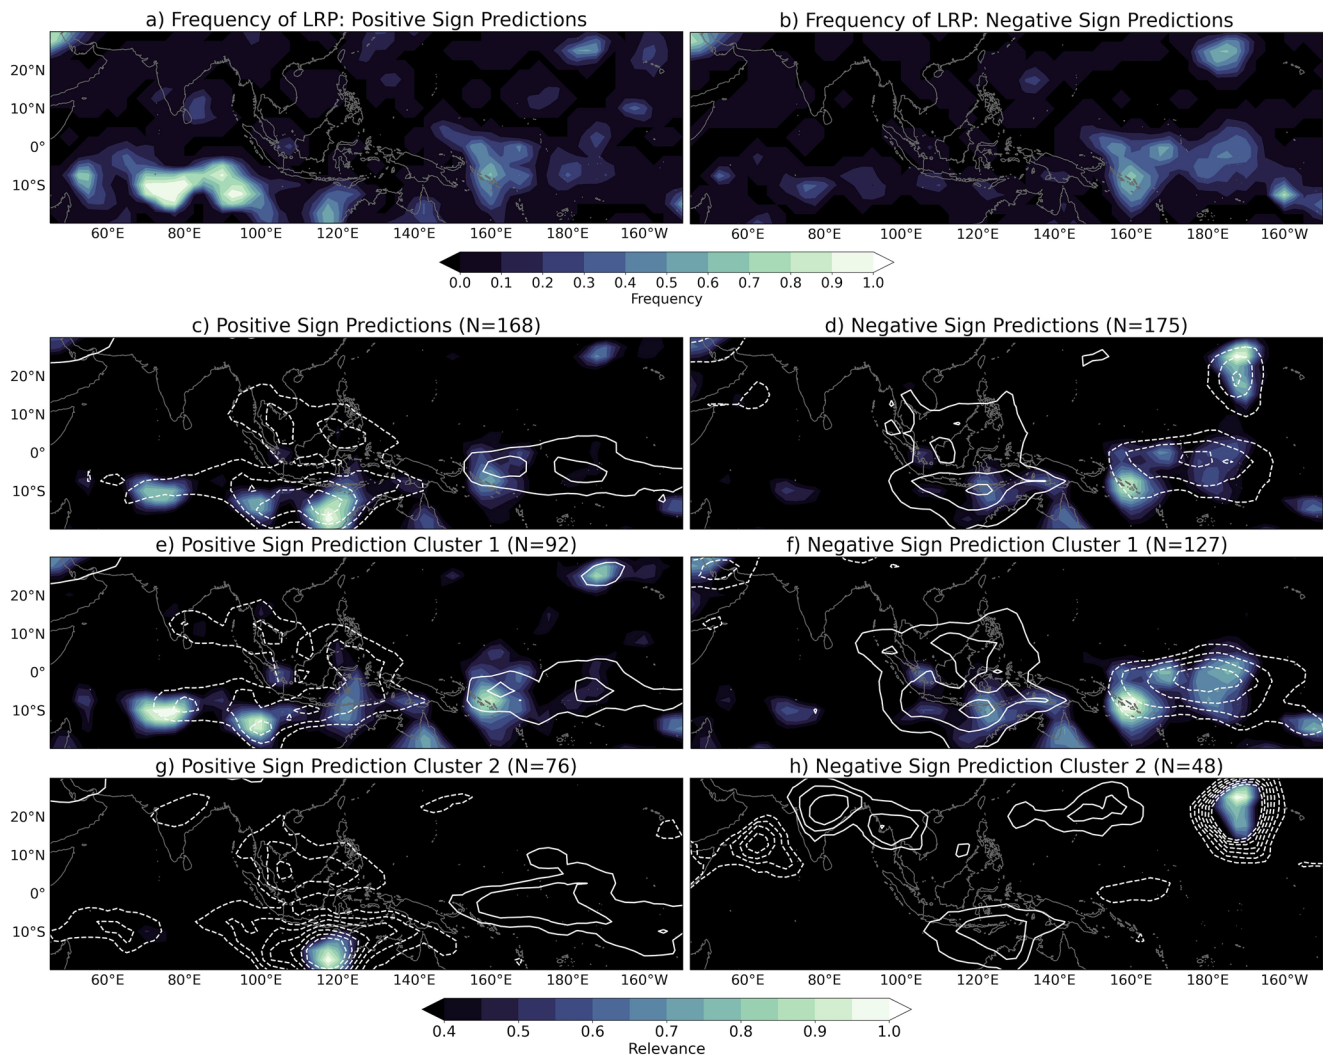 a) Frequency of LRP: Positive Sign Predictions
b) Frequency of LRP: Negative Sign Predictions
20°N
10°N
0°
10°S
60°E 80°E 100°E 120°E 140°E 160°E 180° 160°W
60°E 80°E 100°E 120°E 140°E 160°E 180° 160°W
0.0 0.1 0.2 0.3 0.4 0.5 0.6 0.7 0.8 0.9 1.0
Frequency
c) Positive Sign Predictions (N=168)
d) Negative Sign Predictions (N=175)
20°N
10°N
0°
10°S
e) Positive Sign Prediction Cluster 1 (N=92)
f) Negative Sign Prediction Cluster 1 (N=127)
20°N
10°N
0°
10°S
g) Positive Sign Prediction Cluster 2 (N=76)
h) Negative Sign Prediction Cluster 2 (N=48)
20°N
10°N
0°
10°S
60°E 80°E 100°E 120°E 140°E 160°E 180° 160°W
60°E 80°E 100°E 120°E 140°E 160°E 180° 160°W
0.4 0.5 0.6 0.7 0.8 0.9 1.0
Relevance